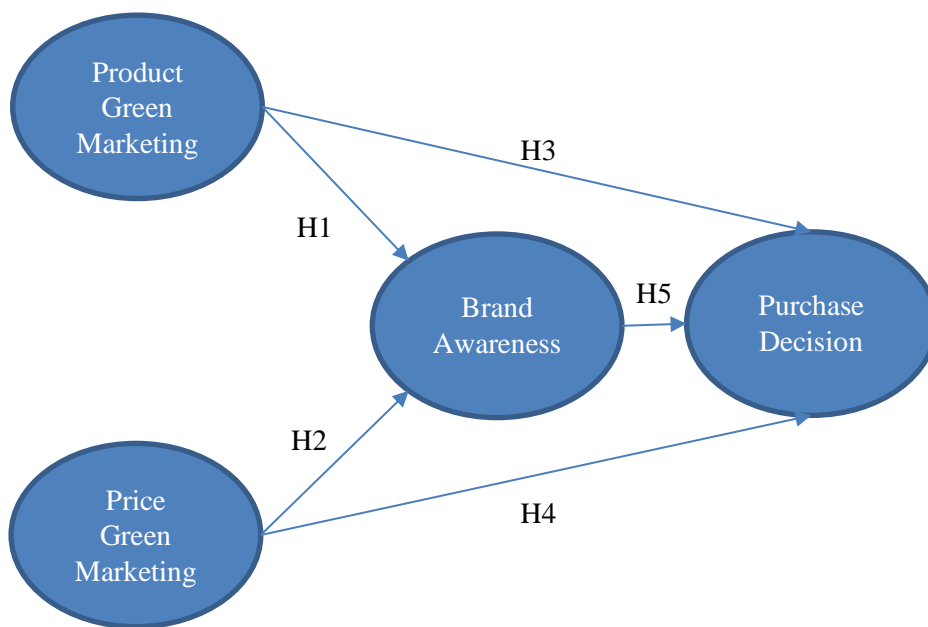 Product
Green
Marketing
H3
H1
Brand
Awareness
H5
Purchase
Decision
H2
H4
Price
Green
Marketing